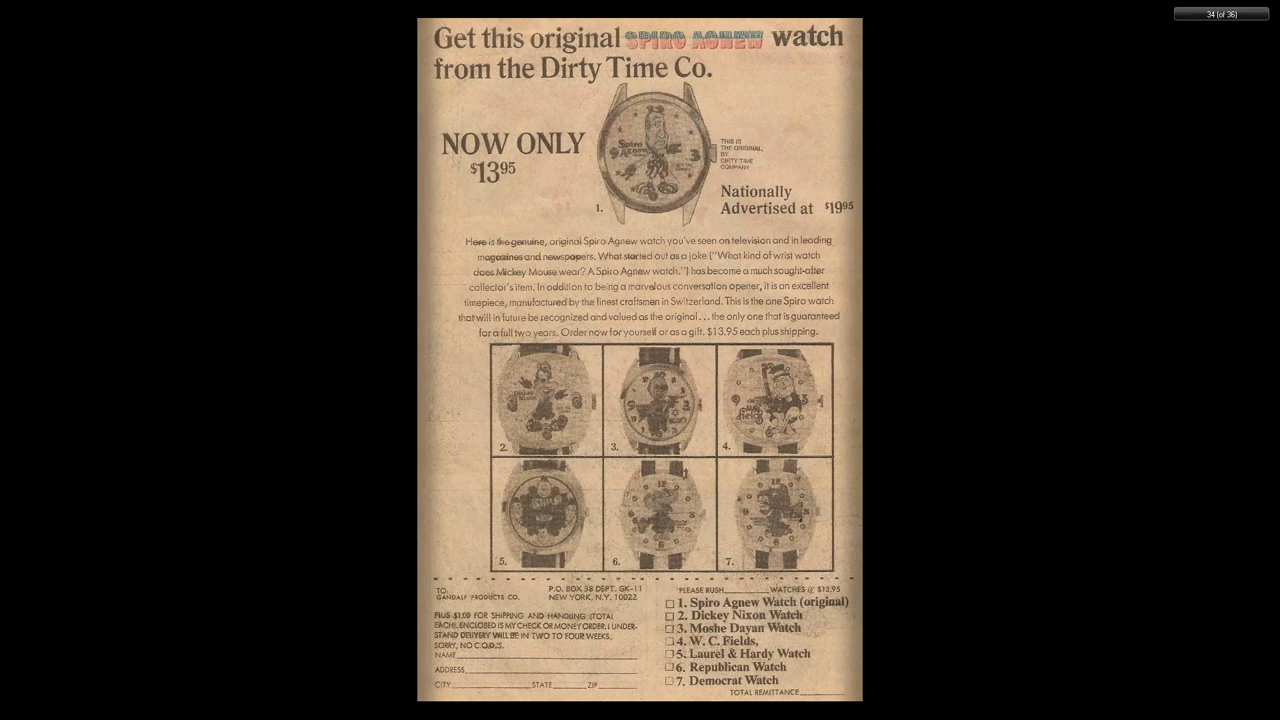 34 (of 36)
Get this original SPIRO AGNEW watch
from the Dirty Time Co.
NOW ONLY
$13.95
THIS IS
THE ORIGINAL,
BY
DIRTY TIME
COMPANY
Nationally
Advertised at $19.95
1.
Here is the genuine, original Spiro Agnew watch you've seen on television and in leading
magazines and newspapers. What started out as a joke ("What kind of wrist watch
does Mickey Mouse wear? A Spiro Agnew watch.") has become a much sought-after
collector's item. In addition to being a marvelous conversation opener, it is an excellent
timepiece, manufactured by the finest craftsmen in Switzerland. This is the one Spiro watch
that will in future be recognized and valued as the original...the only one that is guaranteed
for a full two years. Order now for yourself or as a gift. $13.95 each plus shipping.
2. 3. 4.
5. 6. 7.
TO:
GANDALF PRODUCTS CO.
P.O. BOX 38 DEPT. GK-11
NEW YORK, N.Y. 10022
PLUS $1.00 FOR SHIPPING AND HANDLING (TOTAL
EACH). ENCLOSED IS MY CHECK OR MONEY ORDER. I UNDER-
STAND DELIVERY WILL BE IN TWO TO FOUR WEEKS.
SORRY, NO C.O.D.'S.
NAME
ADDRESS
CITY STATE ZIP
PLEASE RUSH WATCHES @ $13.95
1. Spiro Agnew Watch (original)
2. Dickey Nixon Watch
3. Moshe Dayan Watch
4. W. C. Fields,
5. Laurel & Hardy Watch
6. Republican Watch
7. Democrat Watch
TOTAL REMITTANCE